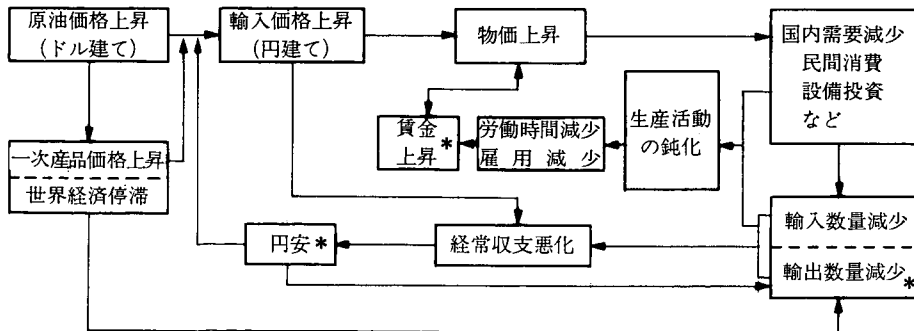 原油価格上昇
(ドル建て)
輸入価格上昇
(円建て)
物価上昇
国内需要減少
民間消費
設備投資
など
一次産品価格上昇
世界経済停滞
賃金
上昇*
労働時間減少
雇用減少
生産活動
の鈍化
円安*
経常収支悪化
輸入数量減少
輸出数量減少*